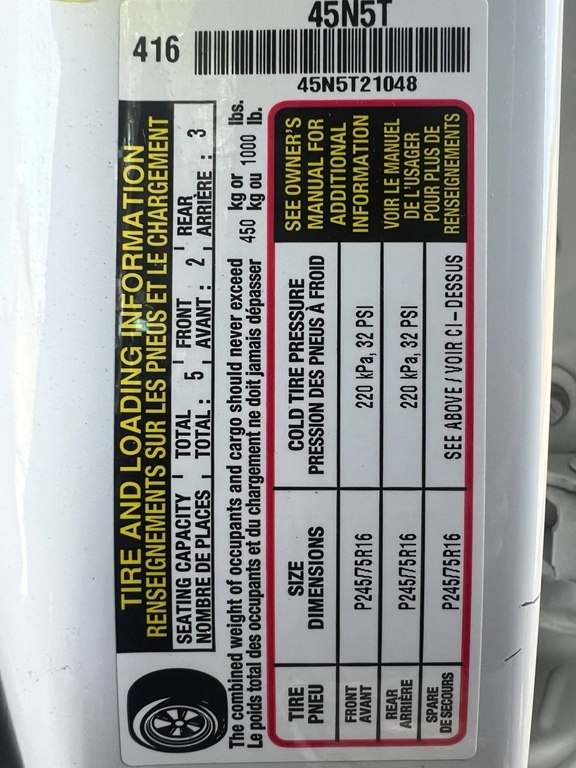 45N5T
416
45N5T21048
TIRE AND LOADING INFORMATION
RENSEIGNEMENTS SUR LES PNEUS ET LE CHARGEMENT
SEATING CAPACITY TOTAL FRONT REAR
NOMBRE DE PLACES TOTAL : 5 AVANT : 2 ARRIÈRE : 3
The combined weight of occupants and cargo should never exceed 450 kg or 1000 lbs.
Le poids total des occupants et du chargement ne doit jamais dépasser kg ou lb.
TIRE SIZE COLD TIRE PRESSURE SEE OWNER'S
PNEU DIMENSIONS PRESSION DES PNEUS À FROID MANUAL FOR
ADDITIONAL
INFORMATION
VOIR LE MANUEL
DE L'USAGER
POUR PLUS DE
RENSEIGNEMENTS
FRONT
AVANT P245/75R16 220 kPa, 32 PSI
REAR
ARRIÈRE P245/75R16 220 kPa, 32 PSI
SPARE
DE SECOURS P245/75R16 SEE ABOVE / VOIR CI-DESSUS